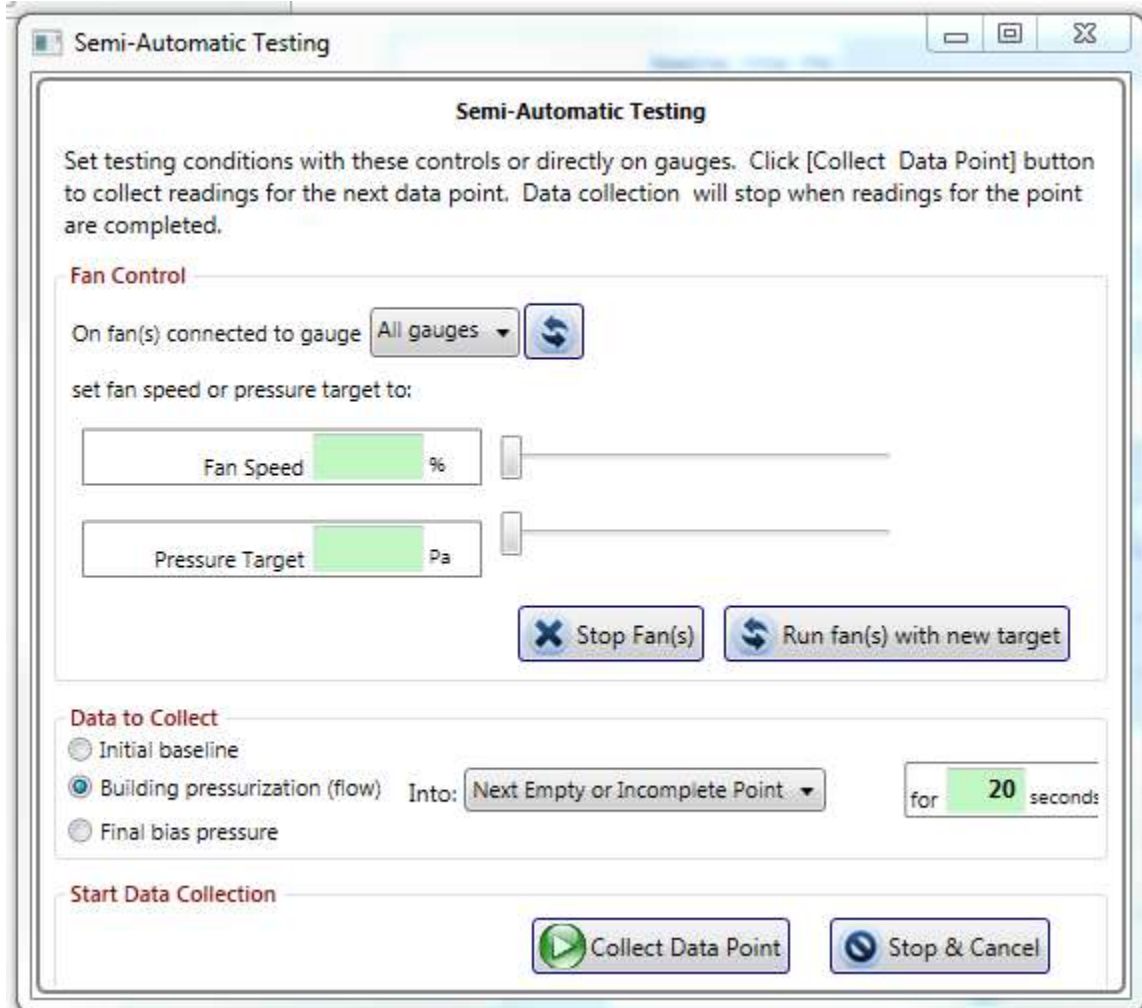 Semi-Automatic Testing
Semi-Automatic Testing
Set testing conditions with these controls or directly on gauges. Click [Collect Data Point] button
to collect readings for the next data point. Data collection will stop when readings for the point
are completed.
Fan Control
On fan(s) connected to gauge All gauges
set fan speed or pressure target to:
Fan Speed %
Pressure Target Pa
Stop Fan(s) Run fan(s) with new target
Data to Collect
Initial baseline
Building pressurization (flow) Into: Next Empty or Incomplete Point for 20 seconds
Final bias pressure
Start Data Collection
Collect Data Point Stop & Cancel